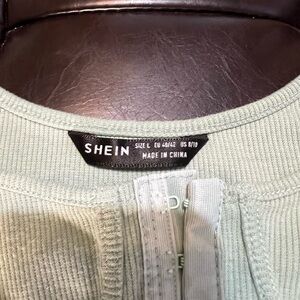 SHEIN
SIZE L EU 40/42 US 8/10
MADE IN CHINA